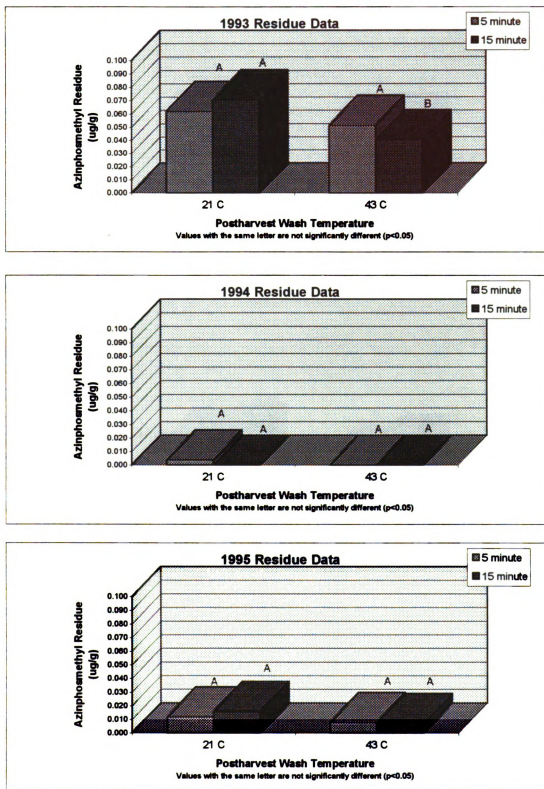 1993 Residue Data
5 minute
15 minute
Azinphosmethyl Residue
(ug/g)
0.100
0.090
0.080
0.070
0.060
0.050
0.040
0.030
0.020
0.010
0.000
A
A
A
B
21 C
43 C
Postharvest Wash Temperature
Values with the same letter are not significantly different (p<0.05)
1994 Residue Data
5 minute
15 minute
Azinphosmethyl Residue
(ug/g)
0.100
0.090
0.080
0.070
0.060
0.050
0.040
0.030
0.020
0.010
0.000
A
A
A
A
21 C
43 C
Postharvest Wash Temperature
Values with the same letter are not significantly different (p<0.05)
1995 Residue Data
5 minute
15 minute
Azinphosmethyl Residue
(ug/g)
0.100
0.090
0.080
0.070
0.060
0.050
0.040
0.030
0.020
0.010
0.000
A
A
A
A
21 C
43 C
Postharvest Wash Temperature
Values with the same letter are not significantly different (p<0.05)